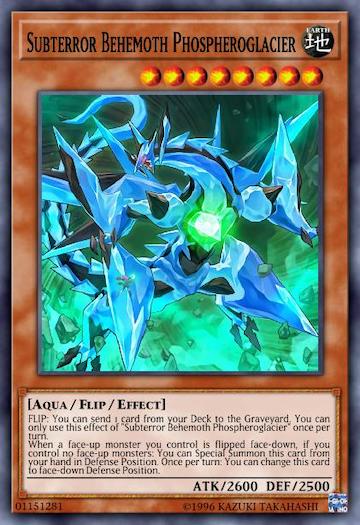 SUBTERROR BEHEMOTH PHOSPHEROGLACIER
EARTH
地
[AQUA / FLIP / EFFECT]
FLIP: You can send 1 card from your Deck to the Graveyard. You can
only use this effect of "Subterror Behemoth Phospheroglacier" once per
turn.
When a face-up monster you control is flipped face-down, if you
control no face-up monsters: You can Special Summon this card from
your hand in Defense Position. Once per turn: You can change this card
to face-down Defense Position.
ATK/2600 DEF/2500
01151281
©1996 KAZUKI TAKAHASHI